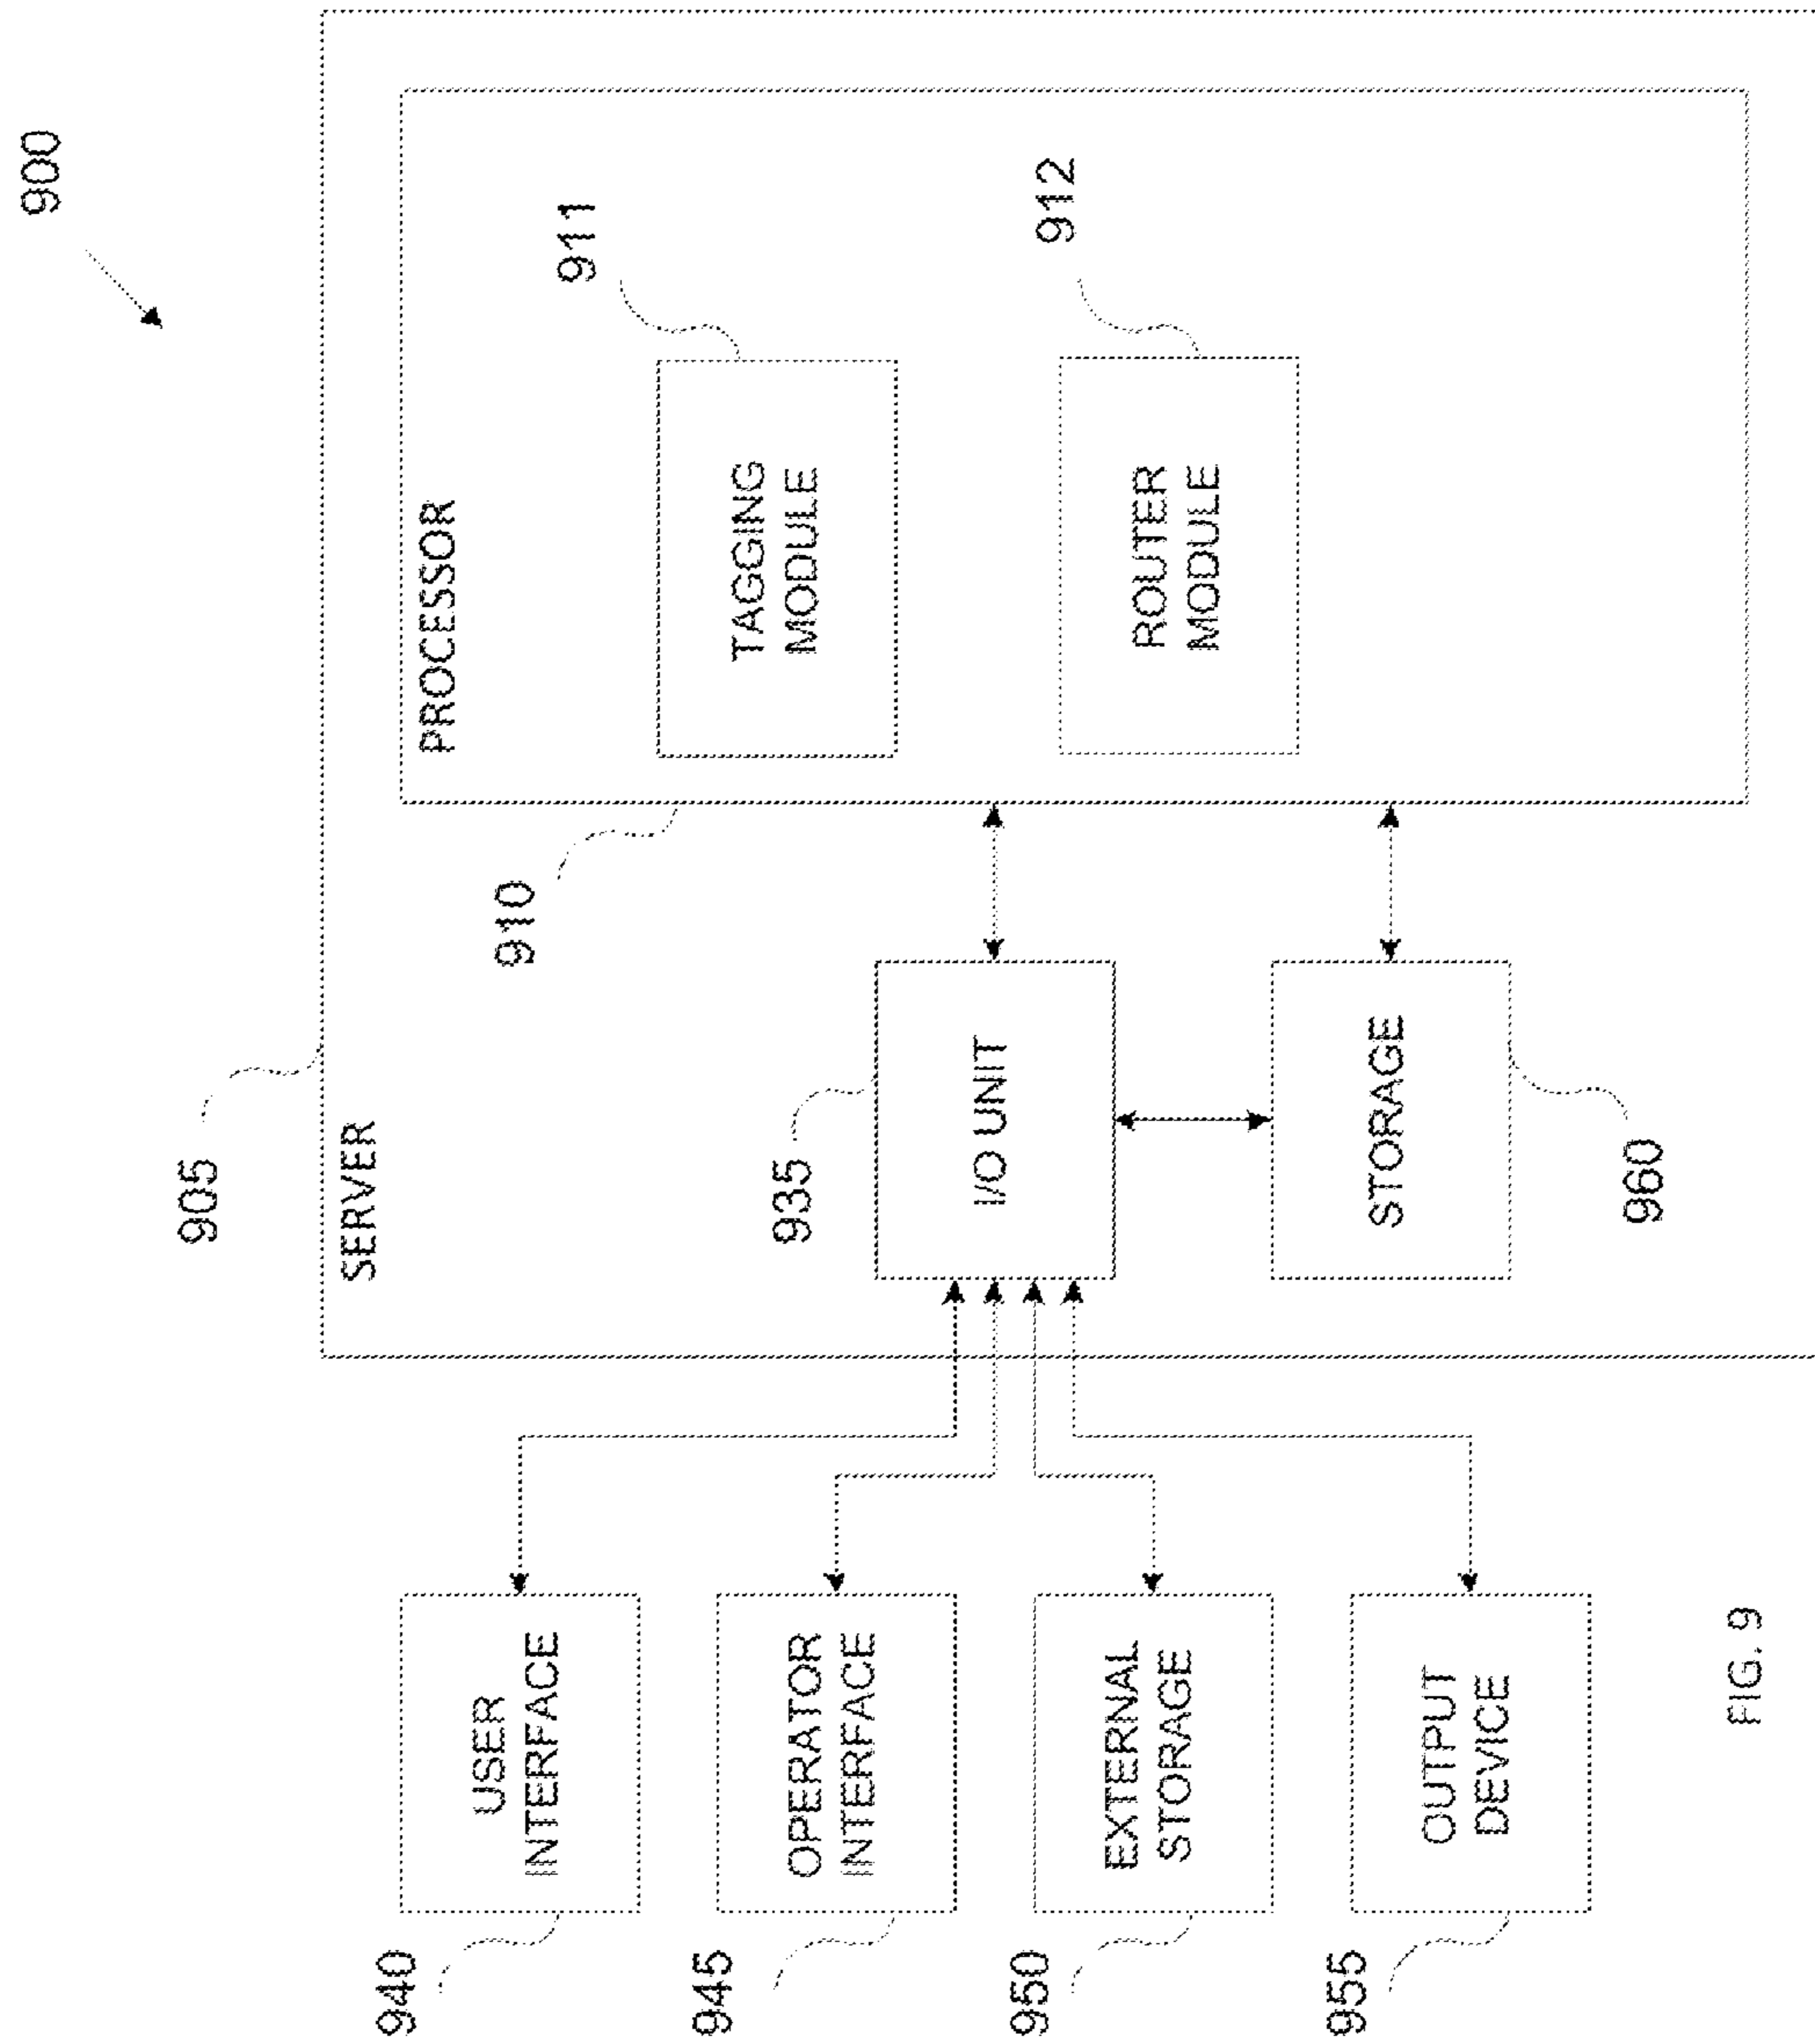 900
905
SERVER
PROCESSOR
910
TAGGING
MODULE
911
ROUTER
MODULE
912
935
I/O UNIT
STORAGE
960
940
USER
INTERFACE
945
OPERATOR
INTERFACE
950
EXTERNAL
STORAGE
955
OUTPUT
DEVICE
FIG. 9